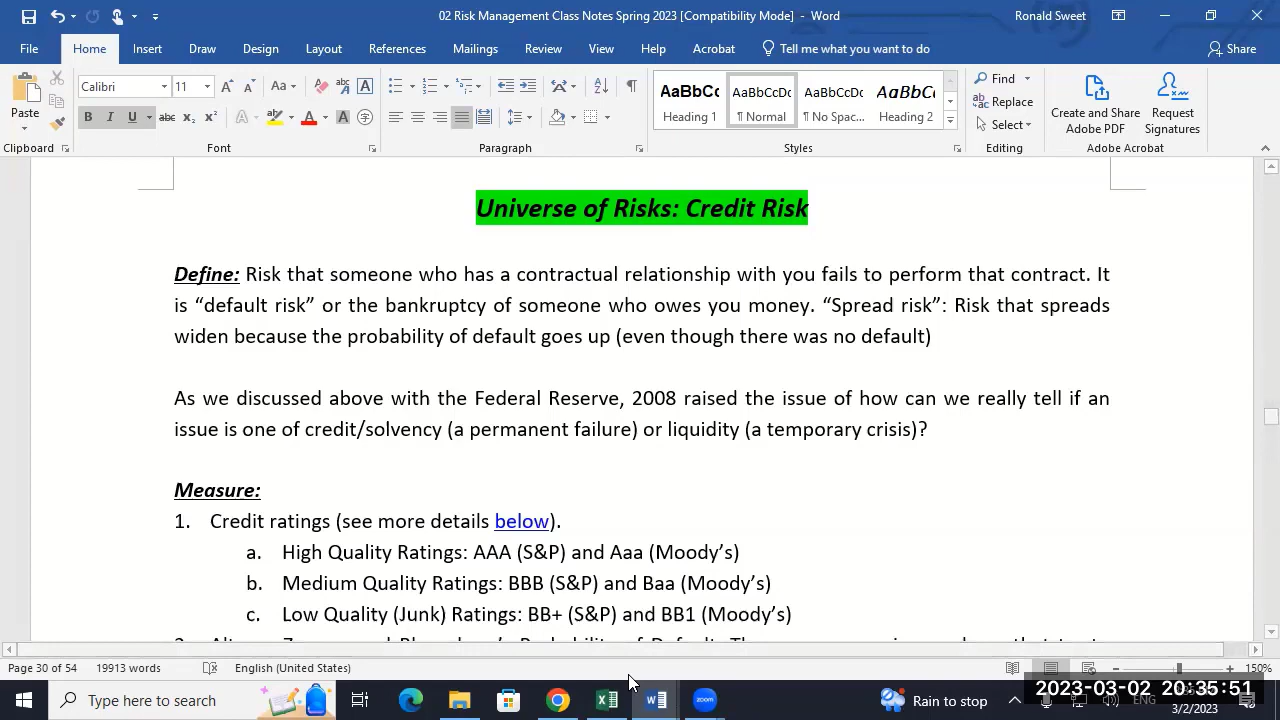 02 Risk Management Class Notes Spring 2023 [Compatibility Mode] - Word
Ronald Sweet
File Home Insert Draw Design Layout References Mailings Review View Help Acrobat Tell me what you want to do Share
Paste
Calibri 11
Find
Replace
Select
AaBbCc AaBbCcDc AaBbCcDc AaBbCc
Heading 1 ¶ Normal ¶ No Spac... Heading 2
Create and Share Adobe PDF
Request Signatures
Clipboard Font Paragraph Styles Editing Adobe Acrobat
Universe of Risks: Credit Risk
Define: Risk that someone who has a contractual relationship with you fails to perform that contract. It
is “default risk” or the bankruptcy of someone who owes you money. “Spread risk”: Risk that spreads
widen because the probability of default goes up (even though there was no default)
As we discussed above with the Federal Reserve, 2008 raised the issue of how can we really tell if an
issue is one of credit/solvency (a permanent failure) or liquidity (a temporary crisis)?
Measure:
1. Credit ratings (see more details below).
a. High Quality Ratings: AAA (S&P) and Aaa (Moody’s)
b. Medium Quality Ratings: BBB (S&P) and Baa (Moody’s)
c. Low Quality (Junk) Ratings: BB+ (S&P) and BB1 (Moody’s)
Page 30 of 54 19913 words English (United States) 150%
Type here to search
zoom
Rain to stop
ENG
2023-03-02 20:35:51
3/2/2023